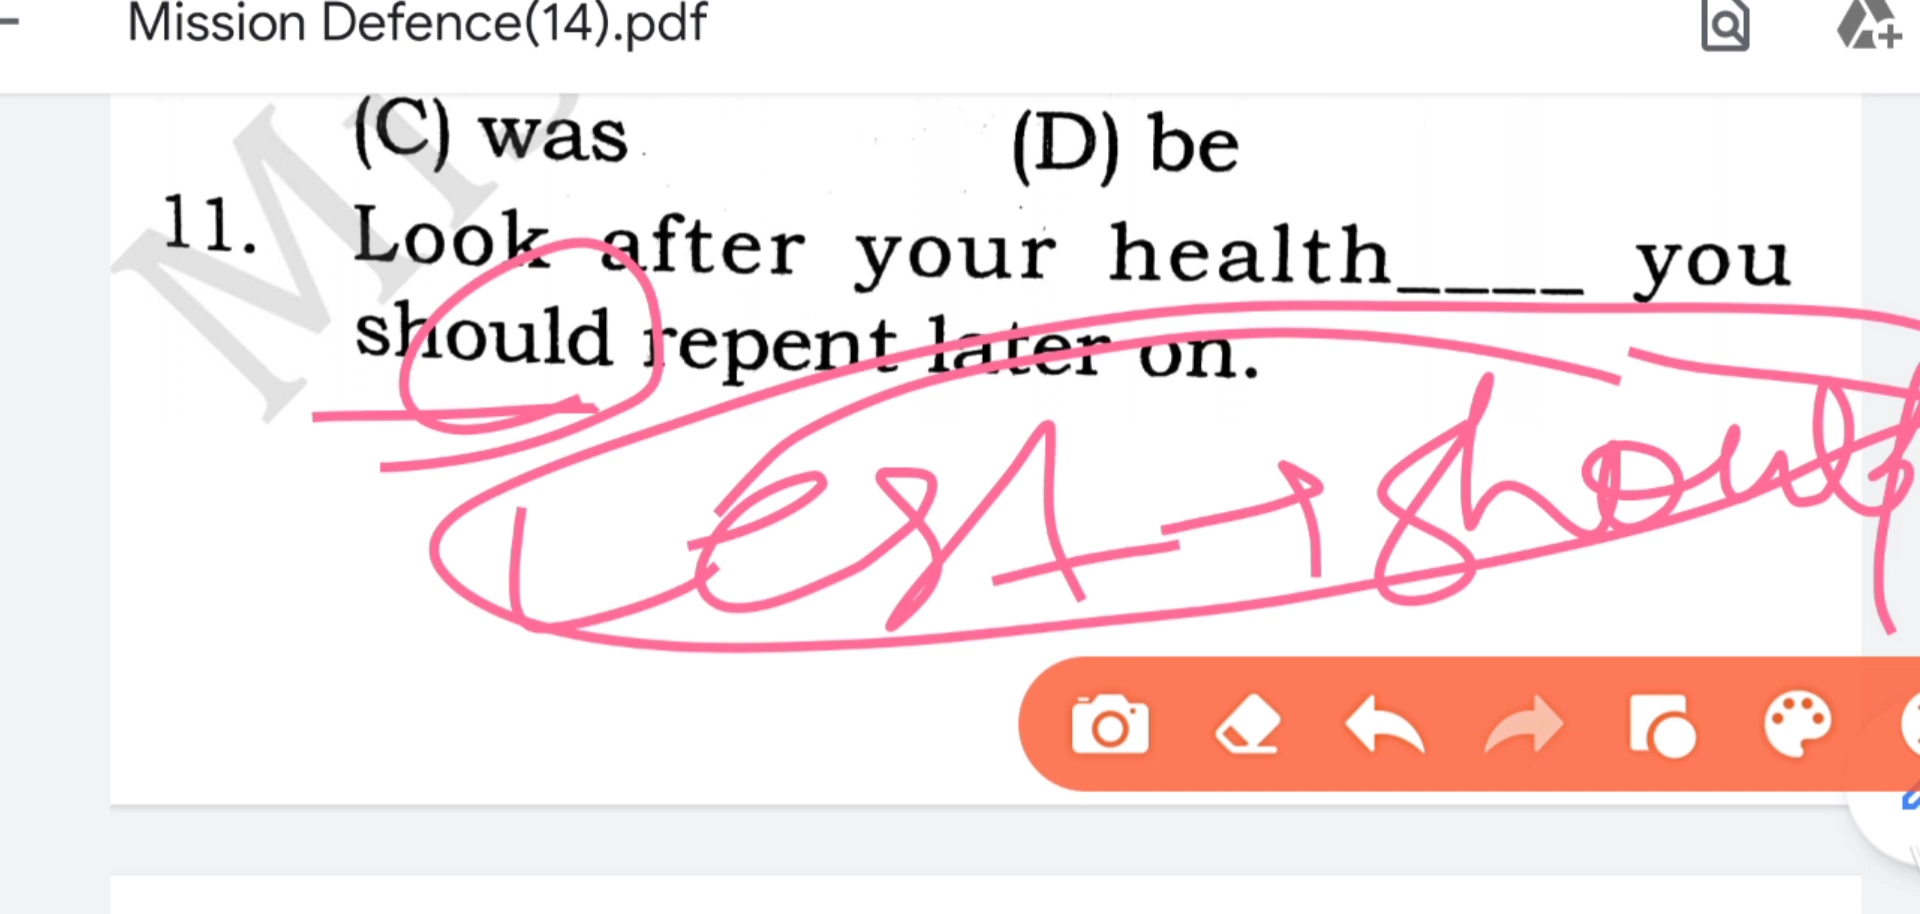 Mission Defence(14).pdf
(C) was (D) be
11. Look after your health____ you
should repent later on.
Lest → should